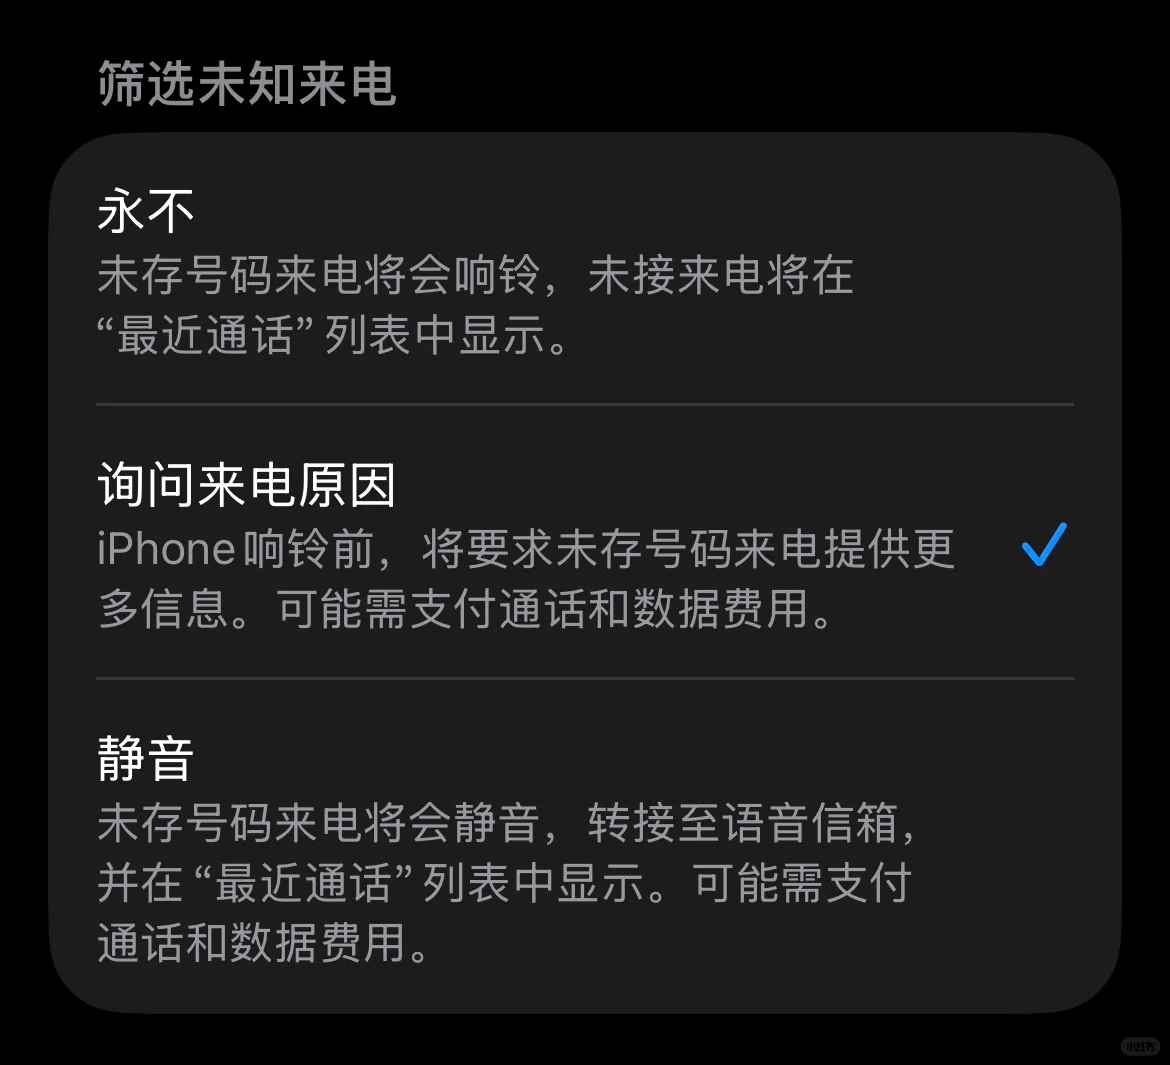 筛选未知来电
永不
未存号码来电将会响铃，未接来电将在
“最近通话”列表中显示。
询问来电原因
iPhone 响铃前，将要求未存号码来电提供更
多信息。可能需支付通话和数据费用。
静音
未存号码来电将会静音，转接至语音信箱，
并在“最近通话”列表中显示。可能需支付
通话和数据费用。
小红书